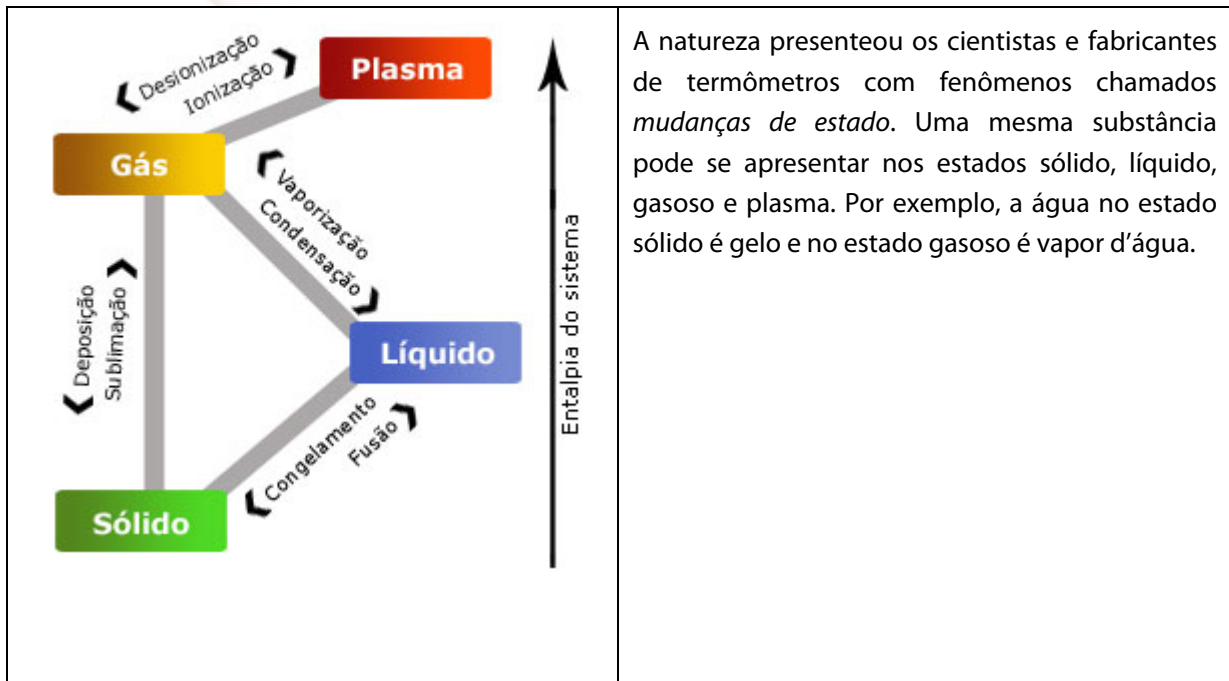 Desionização
Ionização
Plasma
Gás
Vaporização
Condensação
Deposição
Sublimação
Líquido
Congelamento
Fusão
Sólido
Entalpia do sistema
A natureza presenteou os cientistas e fabricantes
de termômetros com fenômenos chamados
mudanças de estado. Uma mesma substância
pode se apresentar nos estados sólido, líquido,
gasoso e plasma. Por exemplo, a água no estado
sólido é gelo e no estado gasoso é vapor d’água.